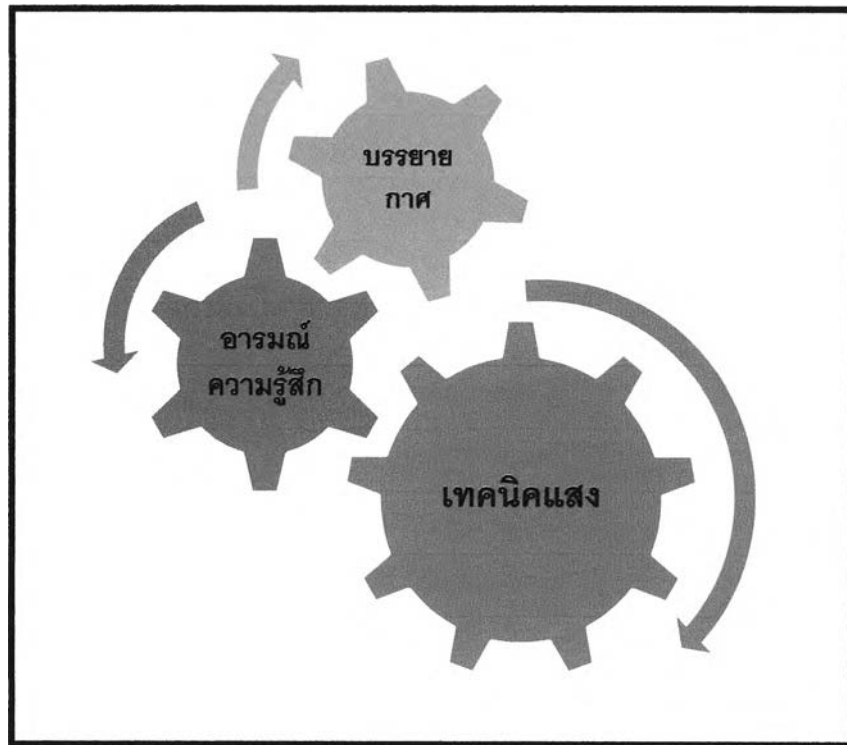 บรรยาย
กาศ
อารมณ์
ความรู้สึก
เทคนิคแสง